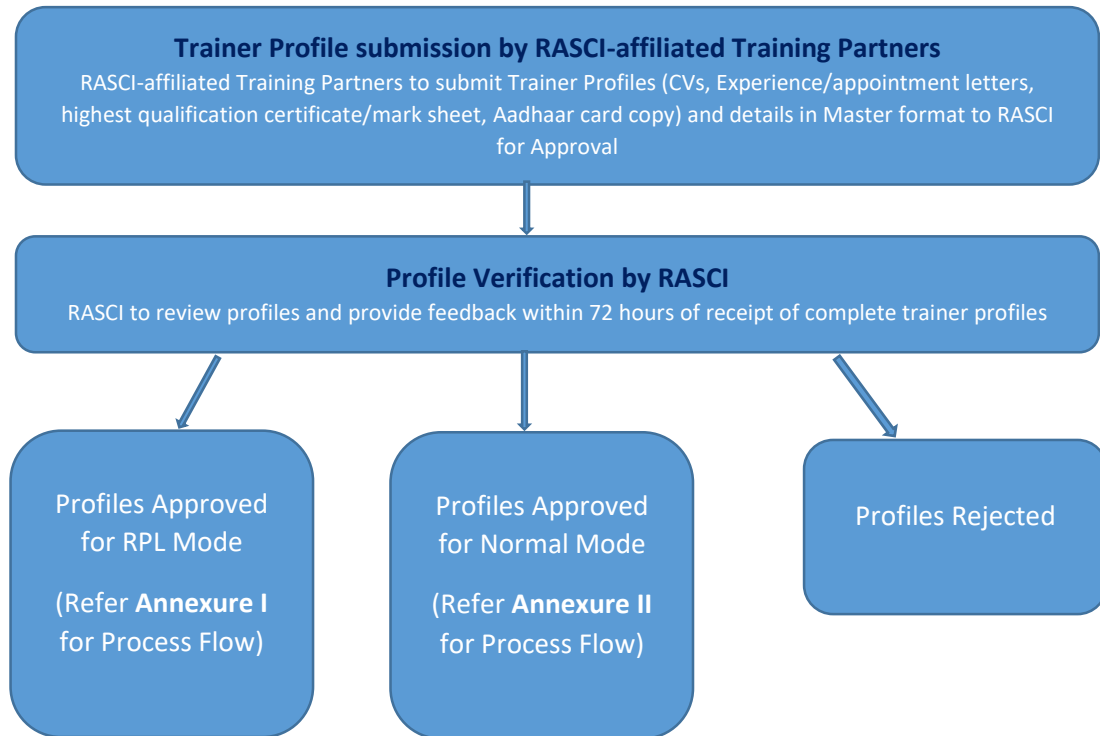 Trainer Profile submission by RASCI-affiliated Training Partners
RASCI-affiliated Training Partners to submit Trainer Profiles (CVs, Experience/appointment letters,
highest qualification certificate/mark sheet, Aadhaar card copy) and details in Master format to RASCI
for Approval
Profile Verification by RASCI
RASCI to review profiles and provide feedback within 72 hours of receipt of complete trainer profiles
Profiles Approved
for RPL Mode
(Refer Annexure I
for Process Flow)
Profiles Approved
for Normal Mode
(Refer Annexure II
for Process Flow)
Profiles Rejected